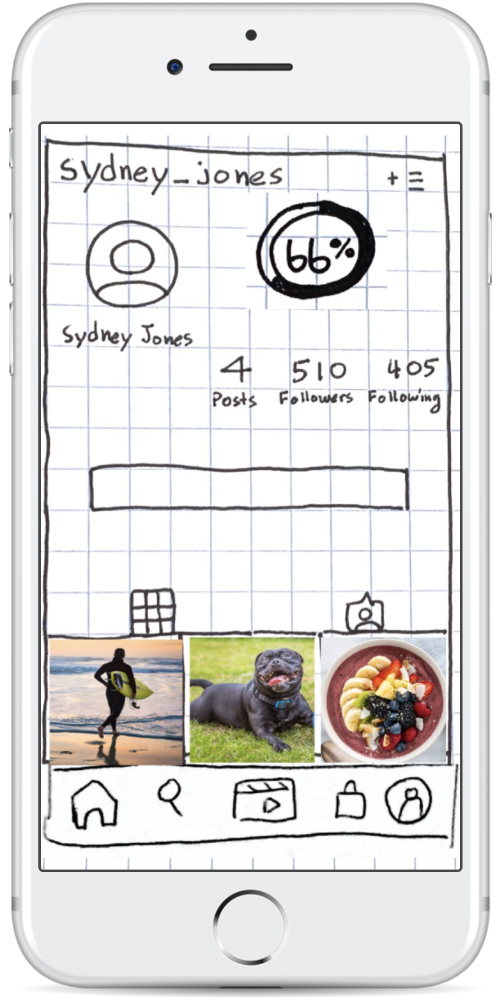 sydney_jones + ≡
66%
Sydney Jones
4 510 405
Posts Followers Following